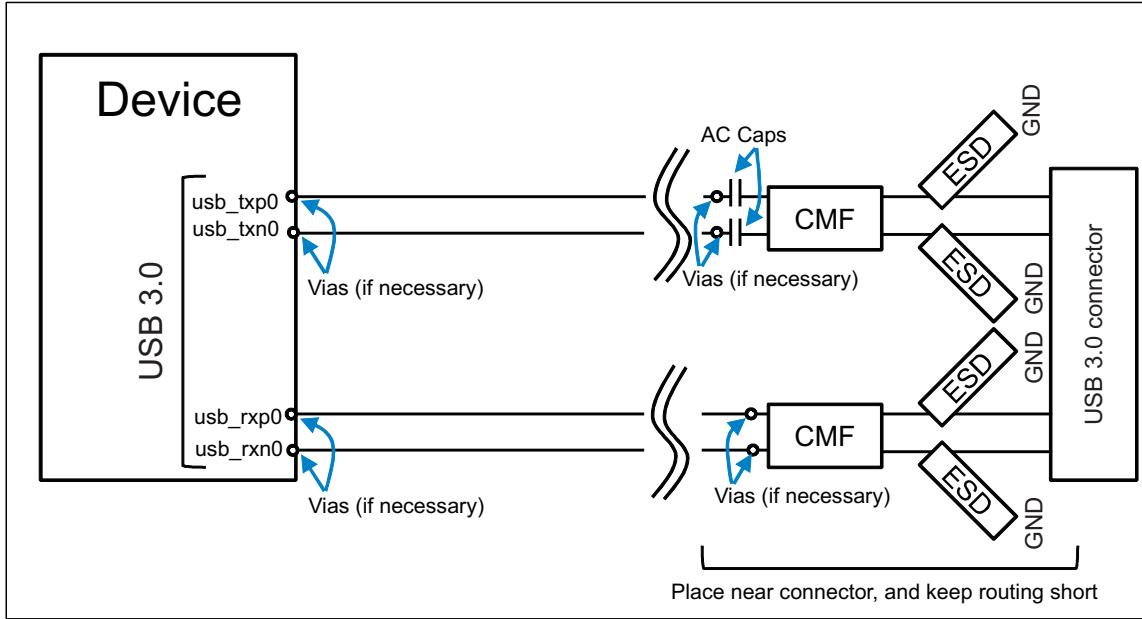 Device
USB 3.0
usb_txp0
usb_txn0
Vias (if necessary)
usb_rxp0
usb_rxn0
Vias (if necessary)
AC Caps
Vias (if necessary)
CMF
ESD
GND
ESD
GND
Vias (if necessary)
CMF
ESD
GND
ESD
GND
USB 3.0 connector
Place near connector, and keep routing short